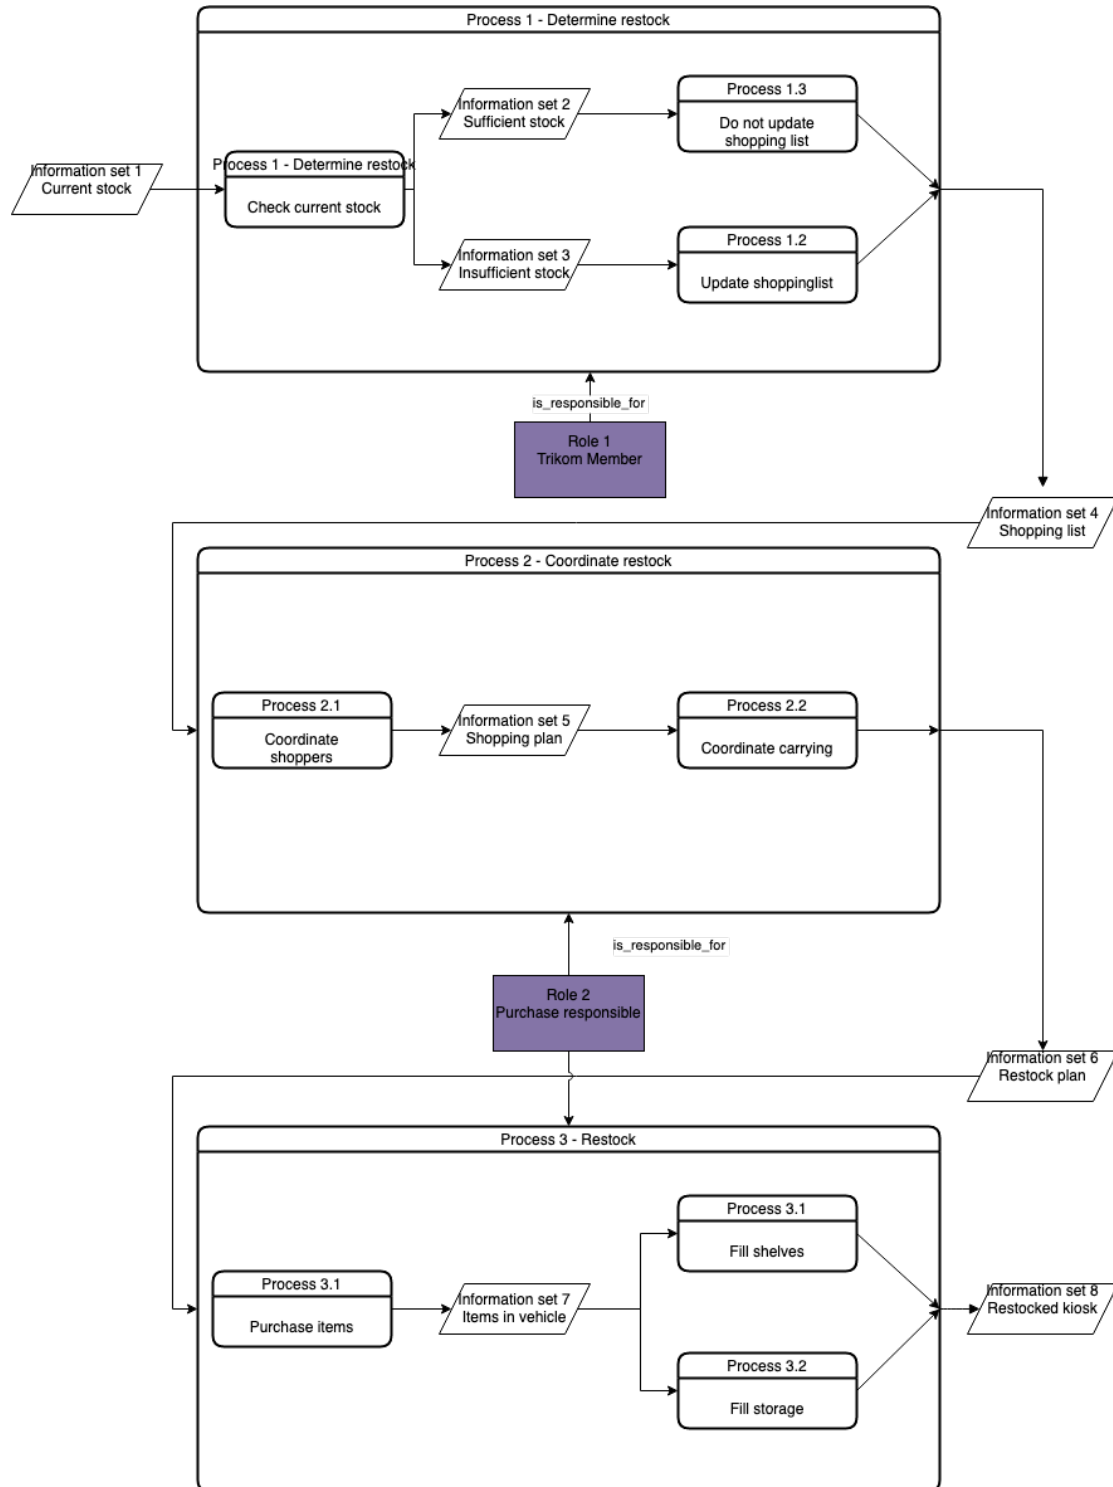 Process 1 - Determine restock
Information set 2
Sufficient stock
Process 1.3
Do not update
shopping list
Information set 1
Current stock
Process 1 - Determine restock
Check current stock
Information set 3
Insufficient stock
Process 1.2
Update shoppinglist
is_responsible_for
Role 1
Trikom Member
Information set 4
Shopping list
Process 2 - Coordinate restock
Process 2.1
Coordinate
shoppers
Information set 5
Shopping plan
Process 2.2
Coordinate carrying
is_responsible_for
Role 2
Purchase responsible
Information set 6
Restock plan
Process 3 - Restock
Process 3.1
Fill shelves
Process 3.1
Purchase items
Information set 7
Items in vehicle
Information set 8
Restocked kiosk
Process 3.2
Fill storage